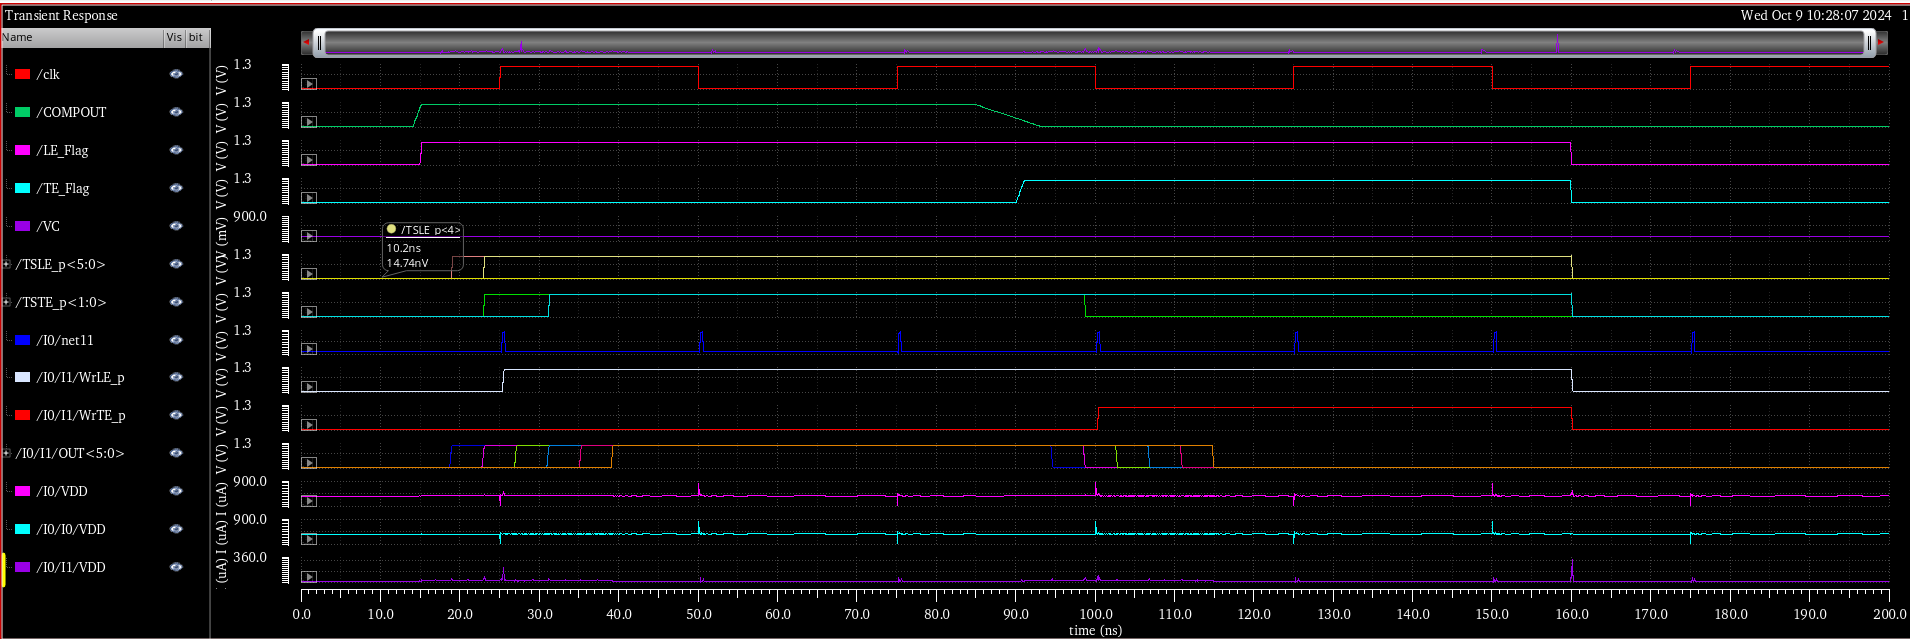 Transient Response
Wed Oct 9 10:28:07 2024 1
Name Vis bit
/clk
/COMPOUT
/LE_Flag
/TE_Flag
/VC
/TSLE_p<5:0>
/TSTE_p<1:0>
/I0/net11
/I0/I1/WrLE_p
/I0/I1/WrTE_p
/I0/I1/OUT<5:0>
/I0/VDD
/I0/I0/VDD
/I0/I1/VDD
1.3
V (V)
1.3
V (V)
1.3
V (V)
1.3
V (V)
900.0
V (mV)
1.3
V (V)
1.3
V (V)
1.3
V (V)
1.3
V (V)
1.3
V (V)
1.3
V (V)
900.0
I (uA)
900.0
I (uA)
360.0
(uA)
/TSLE_p<4>
10.2ns
14.74nV
0.0 10.0 20.0 30.0 40.0 50.0 60.0 70.0 80.0 90.0 100.0 110.0 120.0 130.0 140.0 150.0 160.0 170.0 180.0 190.0 200.0
time (ns)